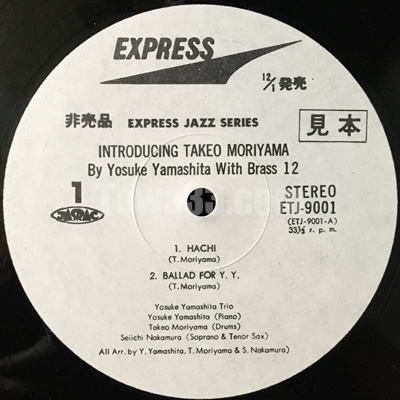 EXPRESS
12/1 発売
非売品 EXPRESS JAZZ SERIES
見本
INTRODUCING TAKEO MORIYAMA
By Yosuke Yamashita With Brass 12
1
JASRAC
STEREO
ETJ-9001
(ETJ-9001-A)
33⅓ r. p. m.
1. HACHI
(T. Moriyama)
2. BALLAD FOR Y. Y.
(T. Moriyama)
Yosuke Yamashita Trio
Yosuke Yamashita (Piano)
Takeo Moriyama (Drums)
Seiichi Nakamura (Soprano & Tenor Sax)
All Arr. by Y. Yamashita, T. Moriyama & S. Nakamura)